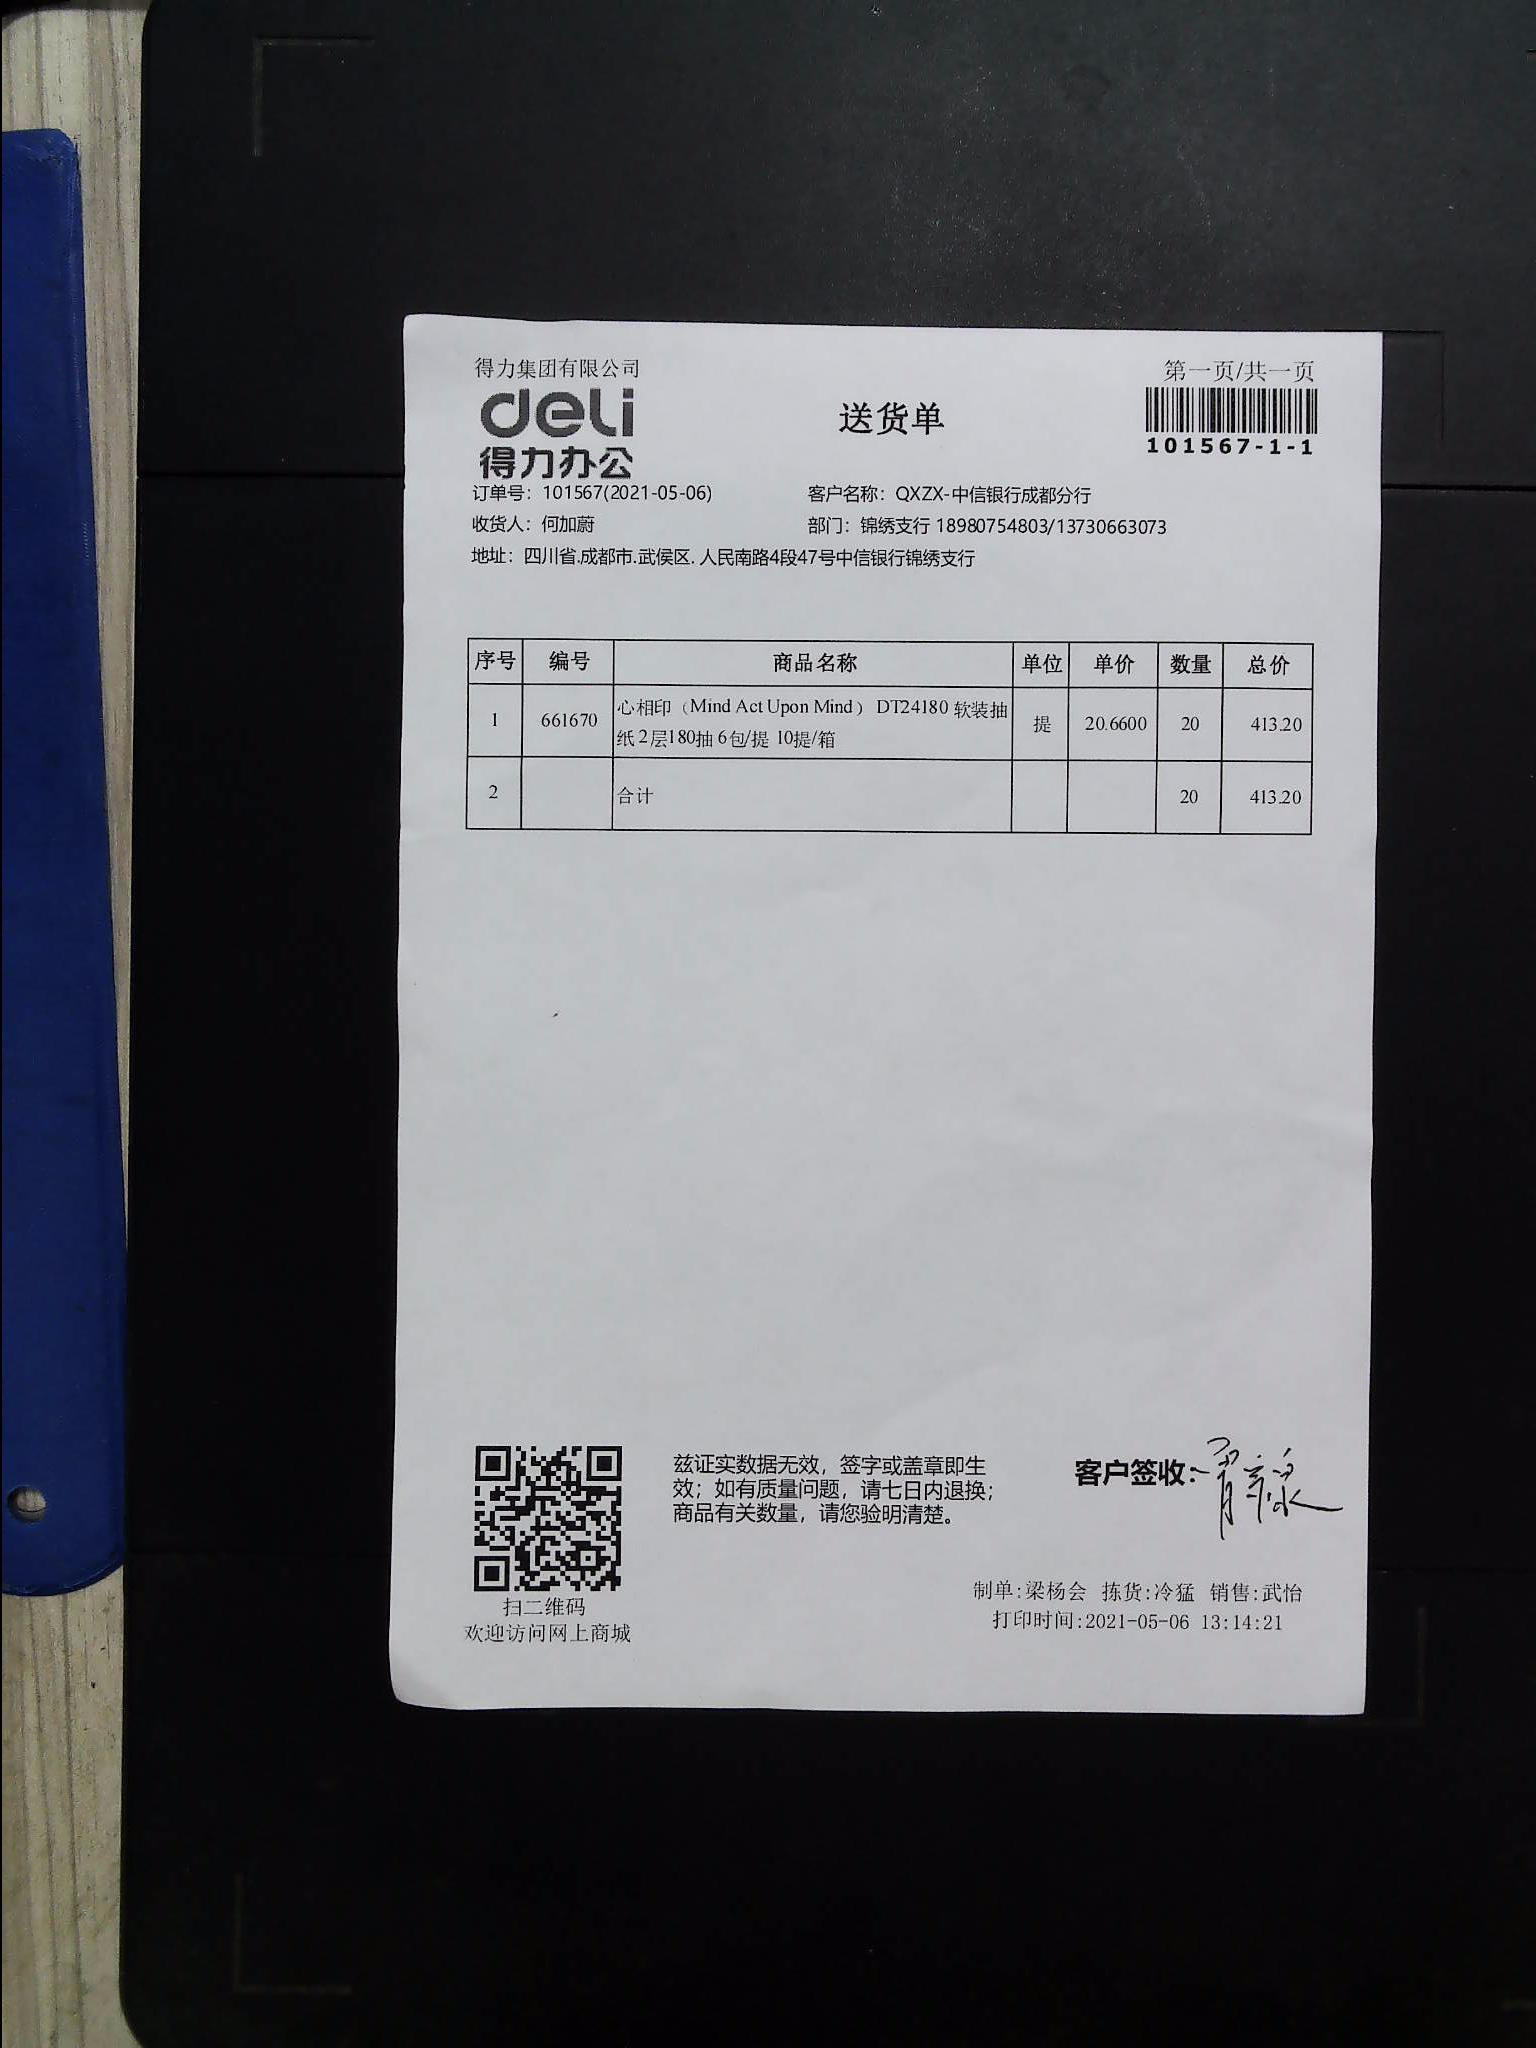 得力集团有限公司
第一页/共一页
deli
得力办公
送货单
101567-1-1
订单号：101567(2021-05-06)
客户名称：QXZX-中信银行成都分行
收货人：何加蔚
部门：锦绣支行 18980754803/13730663073
地址：四川省.成都市.武侯区. 人民南路4段47号中信银行锦绣支行
序号 编号 商品名称 单位 单价 数量 总价
1 661670 心相印（Mind Act Upon Mind） DT24180 软装抽 提 20.6600 20 413.20
纸 2层180抽 6包/提 10提/箱
2 合计 20 413.20
兹证实数据无效，签字或盖章即生
效；如有质量问题，请七日内退换；
商品有关数量，请您验明清楚。
客户签收：
扫二维码
欢迎访问网上商城
制单:梁杨会 拣货:冷猛 销售:武怡
打印时间:2021-05-06 13:14:21